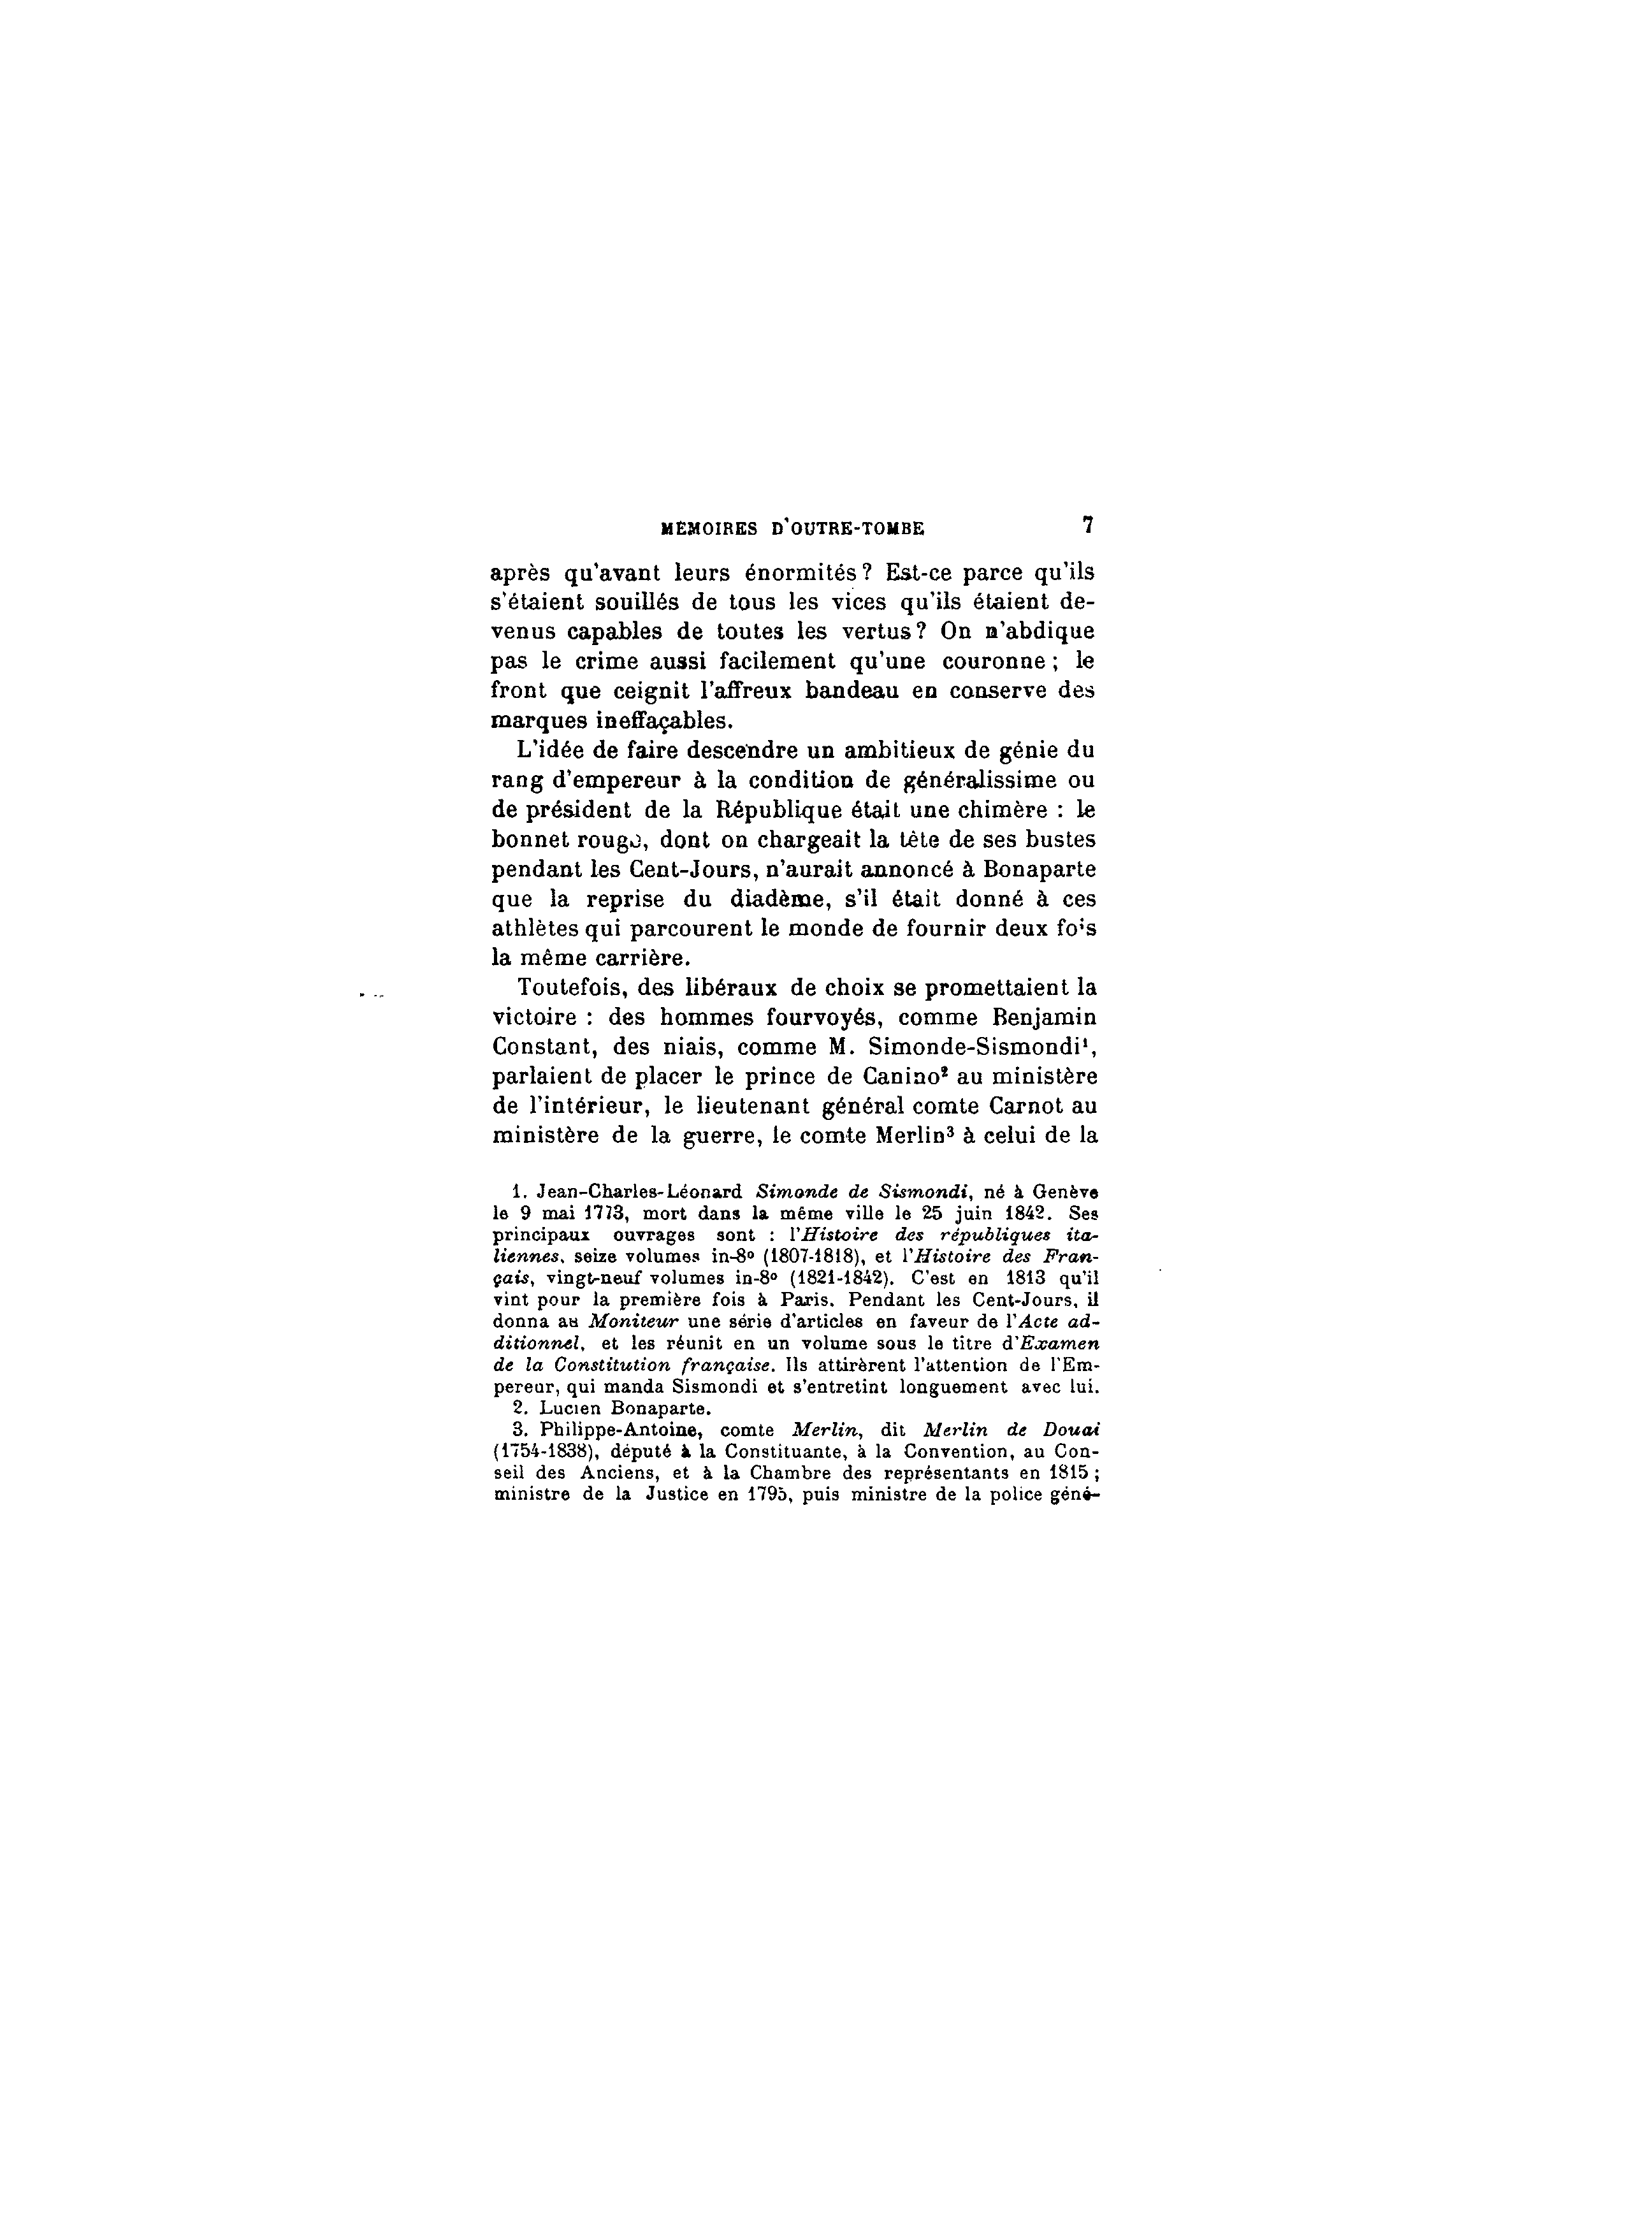 MÉMOIRES D'OUTRE-TOMBE 7
après qu'avant leurs énormités? Est-ce parce qu'ils
s'étaient souillés de tous les vices qu'ils étaient de-
venus capables de toutes les vertus? On n'abdique
pas le crime aussi facilement qu'une couronne; le
front que ceignit l'affreux bandeau en conserve des
marques ineffaçables.
L'idée de faire descendre un ambitieux de génie du
rang d'empereur à la condition de généralissime ou
de président de la République était une chimère : le
bonnet rouge, dont on chargeait la tête de ses bustes
pendant les Cent-Jours, n'aurait annoncé à Bonaparte
que la reprise du diadème, s'il était donné à ces
athlètes qui parcourent le monde de fournir deux fois
la même carrière.
Toutefois, des libéraux de choix se promettaient la
victoire : des hommes fourvoyés, comme Benjamin
Constant, des niais, comme M. Simonde-Sismondi¹,
parlaient de placer le prince de Canino² au ministère
de l'intérieur, le lieutenant général comte Carnot au
ministère de la guerre, le comte Merlin³ à celui de la
1. Jean-Charles-Léonard Simonde de Sismondi, né à Genève
le 9 mai 1773, mort dans la même ville le 25 juin 1842. Ses
principaux ouvrages sont : l'Histoire des républiques ita-
liennes, seize volumes in-8º (1807-1818), et l'Histoire des Fran-
çais, vingt-neuf volumes in-8º (1821-1842). C'est en 1813 qu'il
vint pour la première fois à Paris. Pendant les Cent-Jours, il
donna au Moniteur une série d'articles en faveur de l'Acte ad-
ditionnel, et les réunit en un volume sous le titre d'Examen
de la Constitution française. Ils attirèrent l'attention de l'Em-
pereur, qui manda Sismondi et s'entretint longuement avec lui.
2. Lucien Bonaparte.
3. Philippe-Antoine, comte Merlin, dit Merlin de Douai
(1754-1838), député à la Constituante, à la Convention, au Con-
seil des Anciens, et à la Chambre des représentants en 1815;
ministre de la Justice en 1795, puis ministre de la police géné-